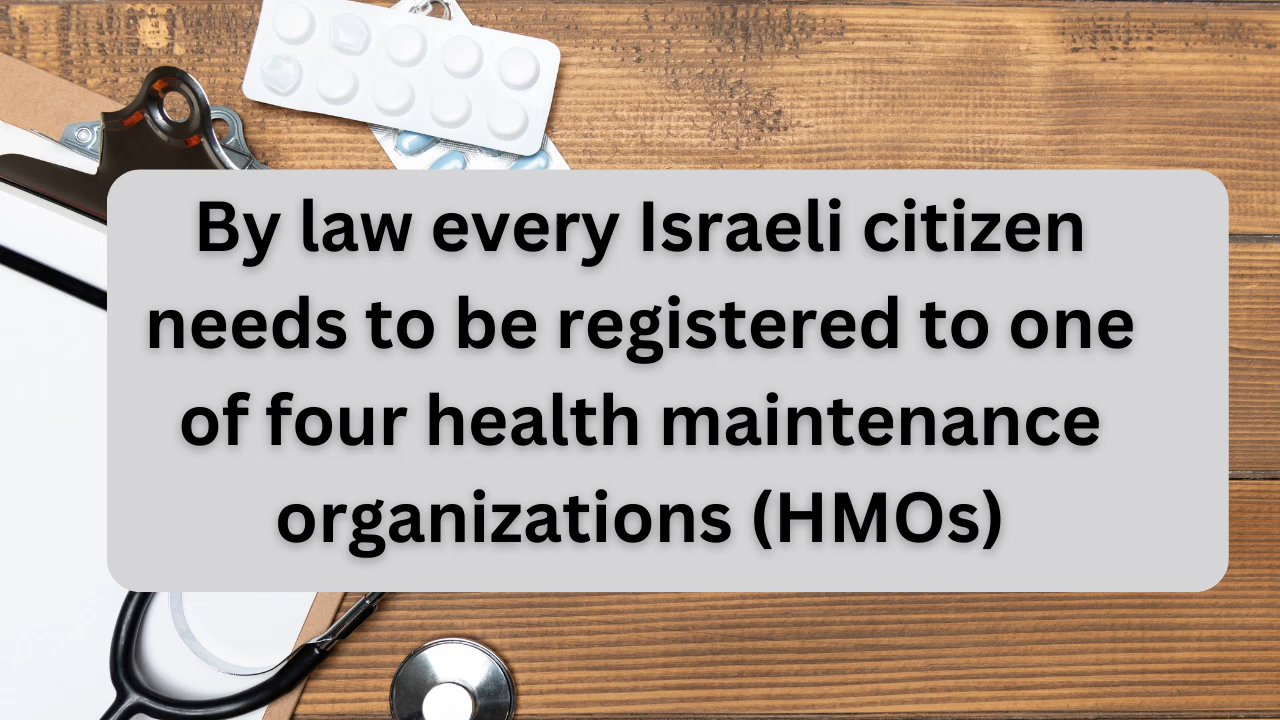 By law every Israeli citizen
needs to be registered to one
of four health maintenance
organizations (HMOs)